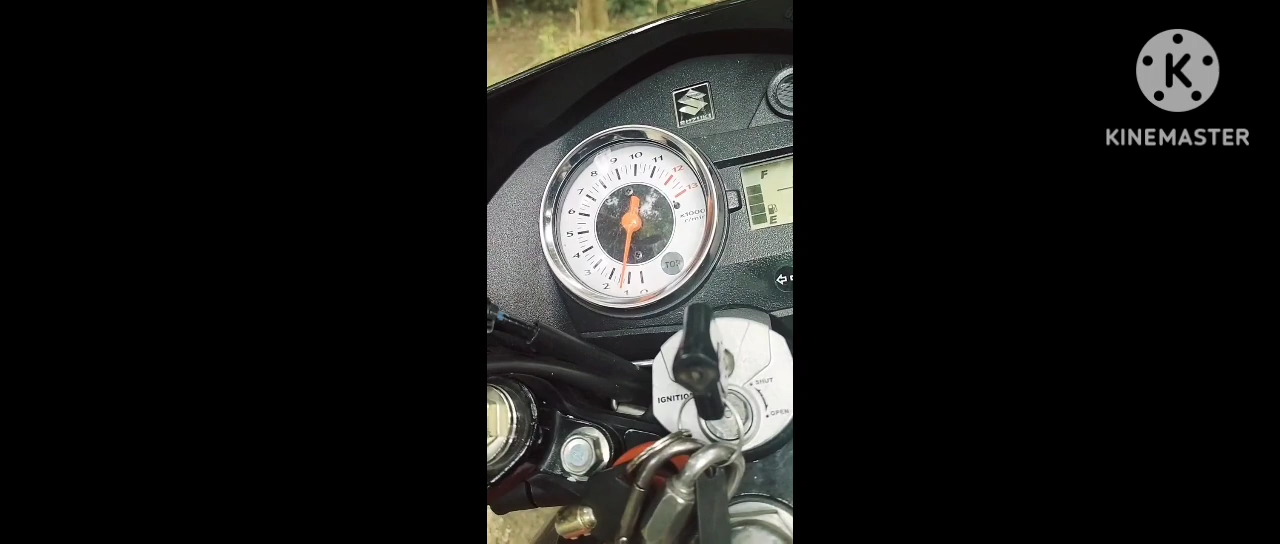 KINEMASTER
SUZUKI
10
9
11
8
12
7
13
6
x1000
r/min
5
4
3
TOP
2
1
0
F
E
SHUT
IGNITION
OPEN